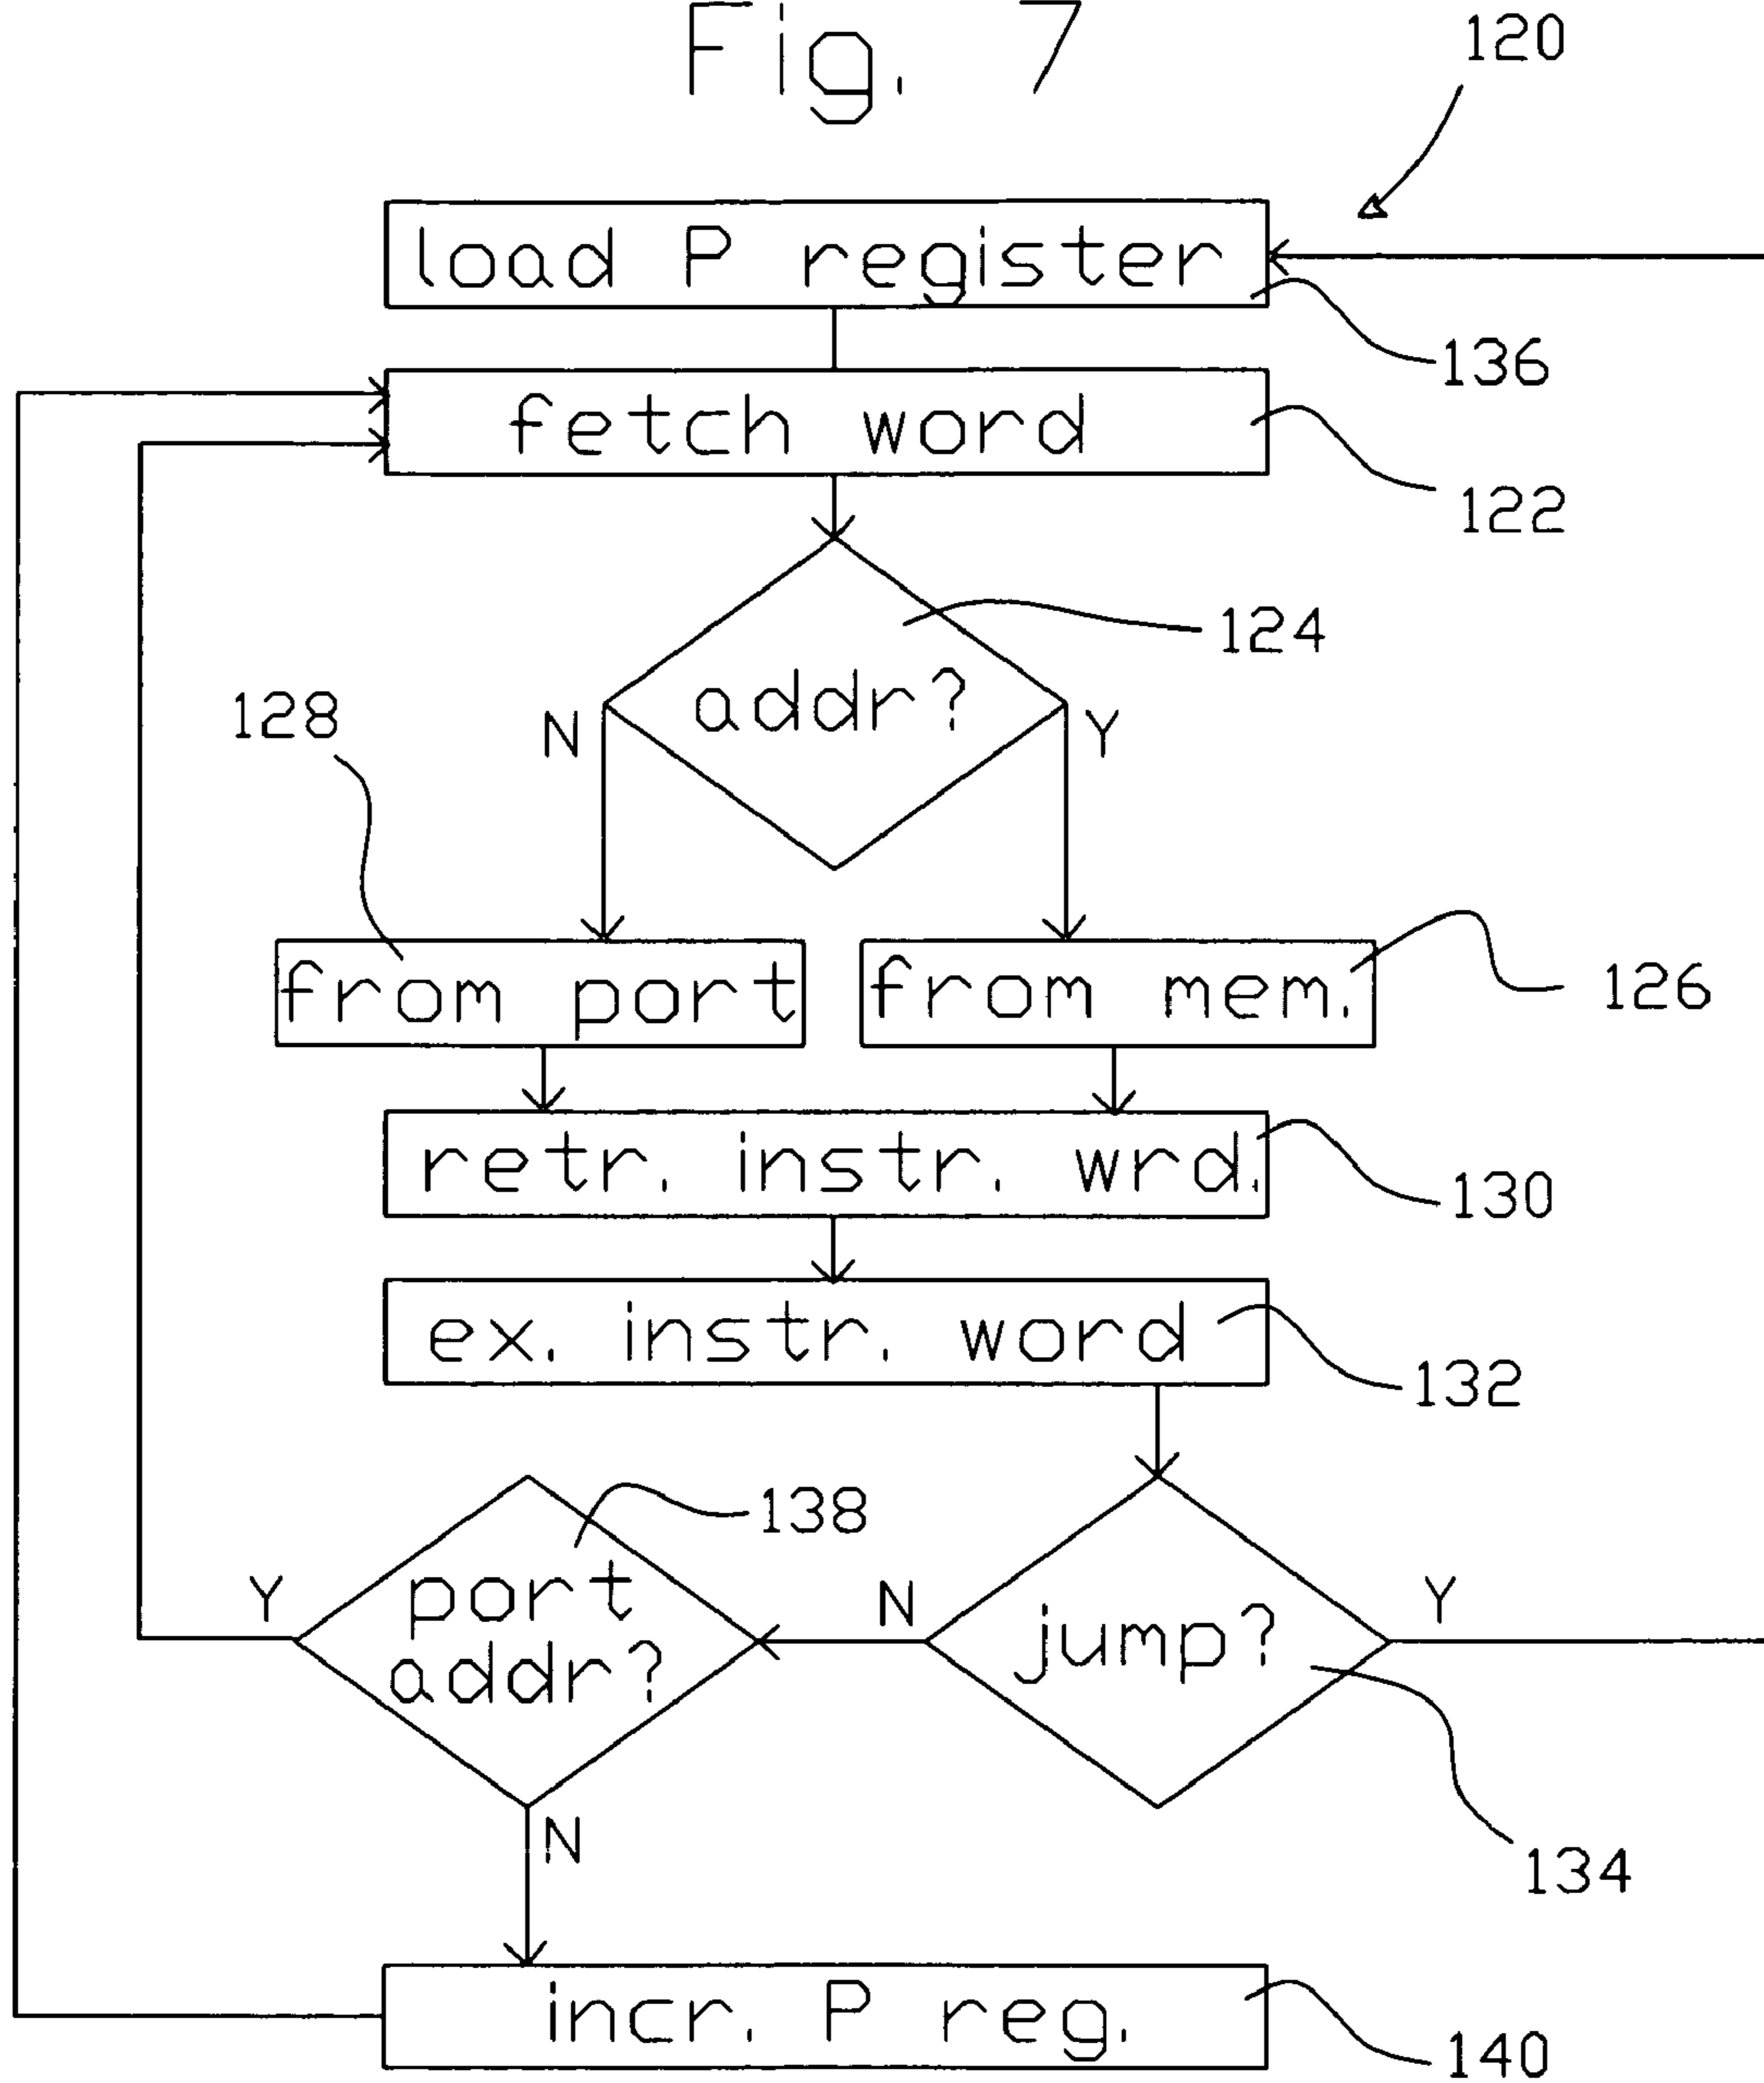 Fig. 7
120
load P register
136
fetch word
122
124
addr?
128
N
Y
from port
from mem.
126
retr. instr. wrd.
130
ex. instr. word
132
138
port
addr?
Y
N
jump?
Y
N
134
incr. P reg.
140